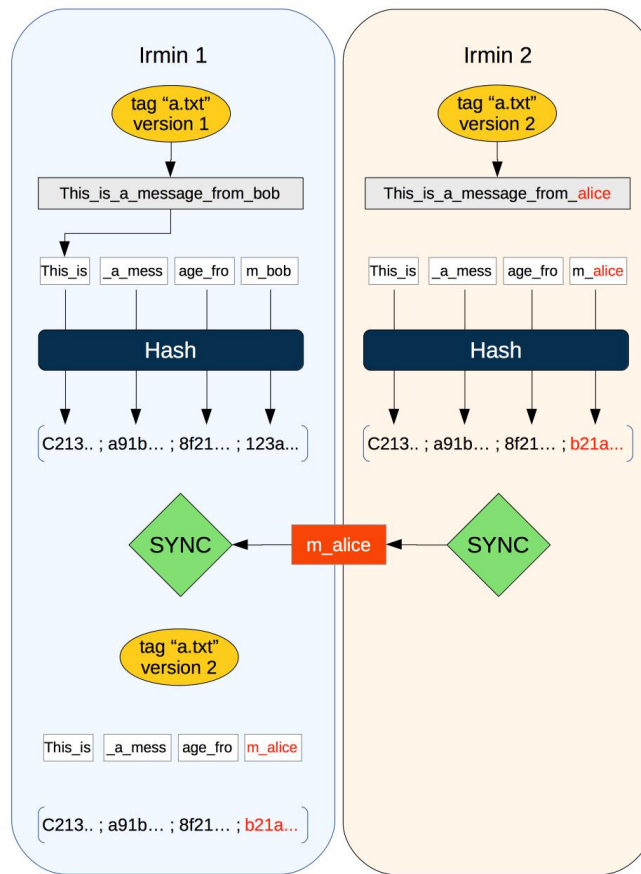 Irmin 1
tag “a.txt”
version 1
This_is_a_message_from_bob
This_is
_a_mess
age_fro
m_bob
Hash
C213.. ; a91b… ; 8f21… ; 123a...
SYNC
tag “a.txt”
version 2
This_is
_a_mess
age_fro
m_alice
C213.. ; a91b… ; 8f21… ; b21a...
m_alice
Irmin 2
tag “a.txt”
version 2
This_is_a_message_from_alice
This_is
_a_mess
age_fro
m_alice
Hash
C213.. ; a91b… ; 8f21… ; b21a...
SYNC